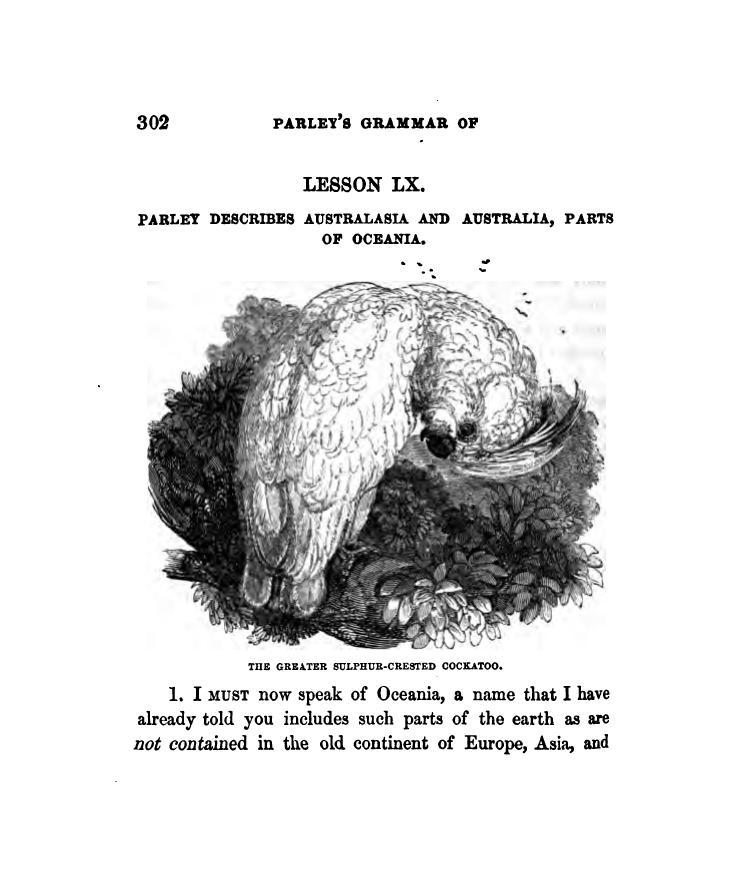 302 PARLEY'S GRAMMAR OF
LESSON LX.
PARLEY DESCRIBES AUSTRALASIA AND AUSTRALIA, PARTS
OF OCEANIA.
THE GREATER SULPHUR-CRESTED COCKATOO.
1. I MUST now speak of Oceania, a name that I have
already told you includes such parts of the earth as are
not contained in the old continent of Europe, Asia, and